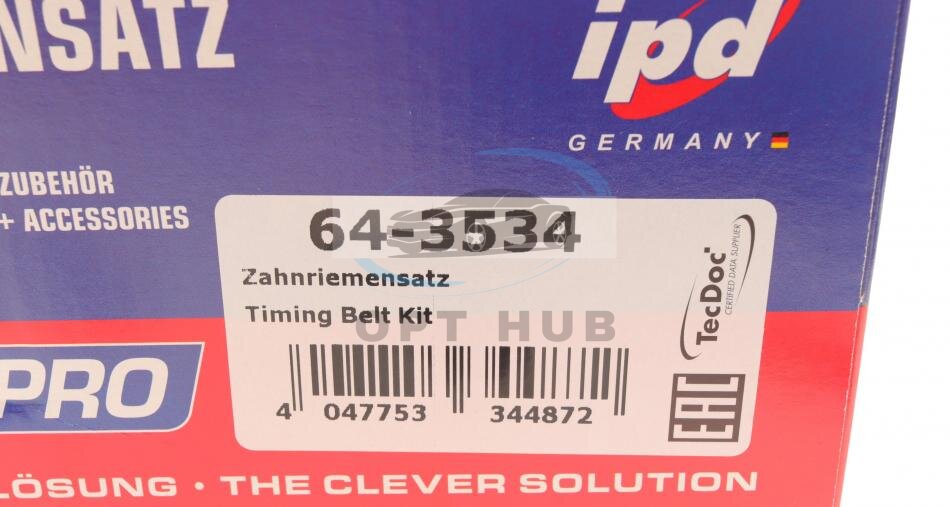 NSATZ
ipd
GERMANY
ZUBEHÖR
+ ACCESSORIES
64-3534
Zahnriemensatz
Timing Belt Kit
OPT HUB
4 047753 344872
TecDoc
CERTIFIED DATA SUPPLIER
EAC
PRO
LÖSUNG · THE CLEVER SOLUTION